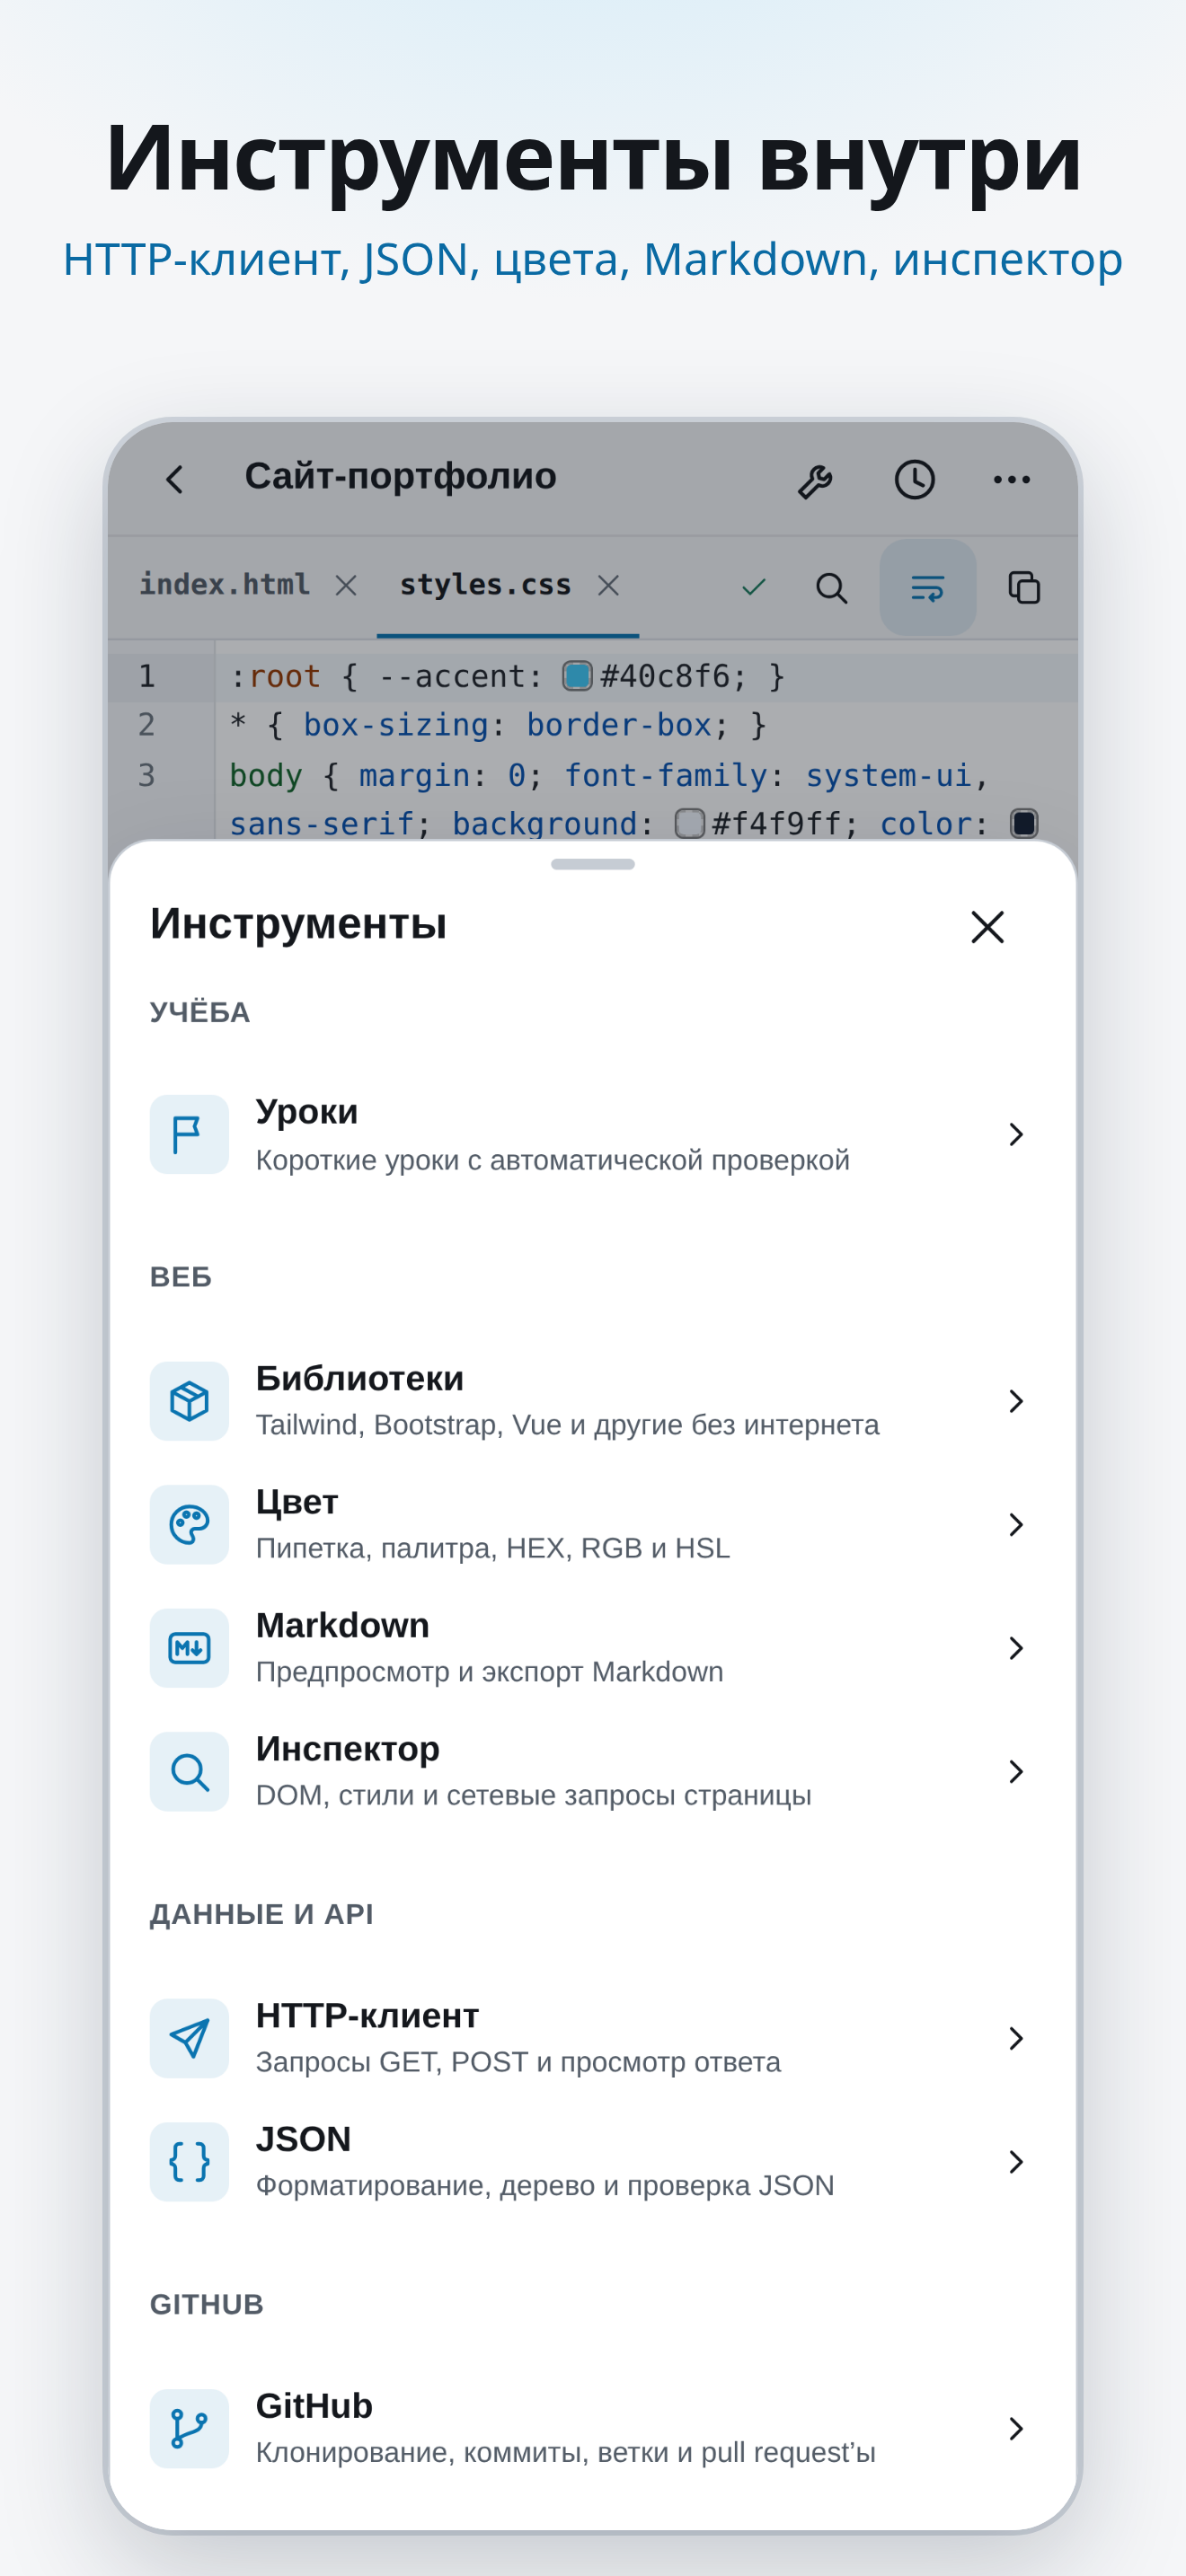 Инструменты внутри
HTTP-клиент, JSON, цвета, Markdown, инспектор
Сайт-портфолио
index.html styles.css
1 :root { --accent: #40c8f6; }
2 * { box-sizing: border-box; }
3 body { margin: 0; font-family: system-ui,
sans-serif; background: #f4f9ff; color:
Инструменты
УЧЁБА
Уроки
Короткие уроки с автоматической проверкой
ВЕБ
Библиотеки
Tailwind, Bootstrap, Vue и другие без интернета
Цвет
Пипетка, палитра, HEX, RGB и HSL
Markdown
Предпросмотр и экспорт Markdown
Инспектор
DOM, стили и сетевые запросы страницы
ДАННЫЕ И API
HTTP-клиент
Запросы GET, POST и просмотр ответа
JSON
Форматирование, дерево и проверка JSON
GITHUB
GitHub
Клонирование, коммиты, ветки и pull request’ы